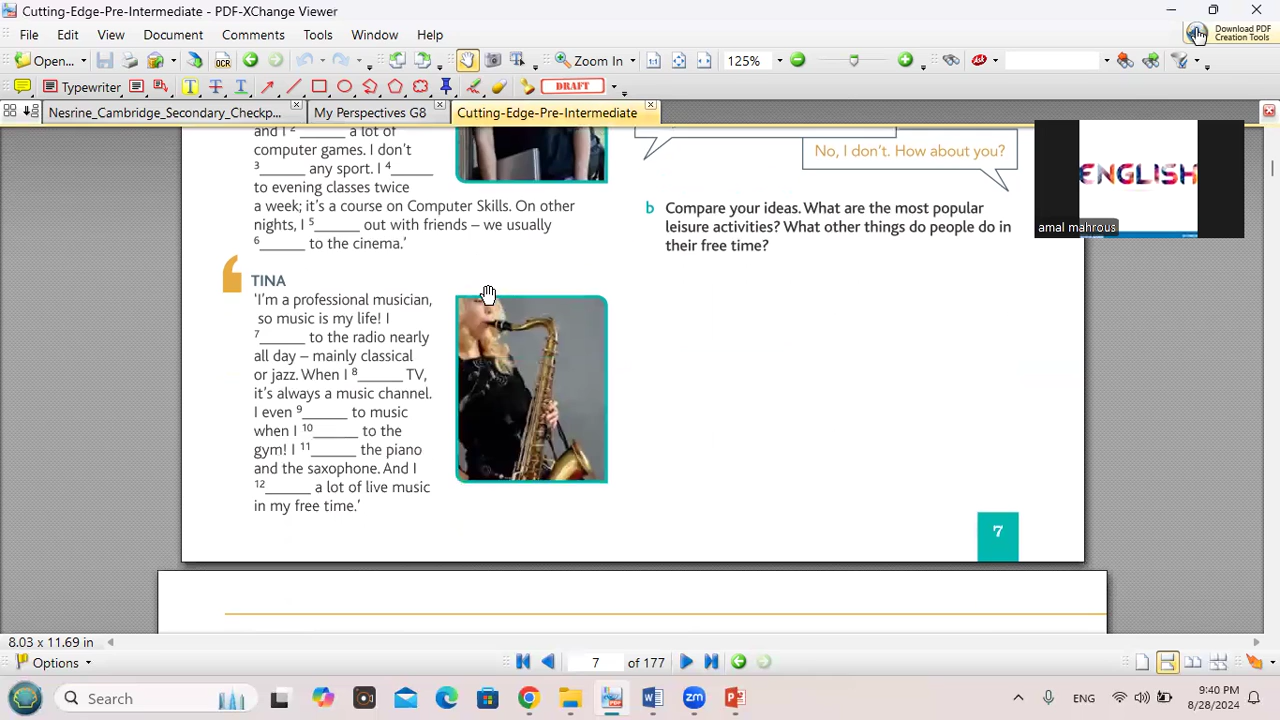 Cutting-Edge-Pre-Intermediate - PDF-XChange Viewer
File Edit View Document Comments Tools Window Help
Download PDF
Creation Tools
Open... OCR Zoom In 125%
Typewriter DRAFT
Nesrine_Cambridge_Secondary_Checkp... My Perspectives G8 Cutting-Edge-Pre-Intermediate
and I 2 ______ a lot of
computer games. I don't
3 ______ any sport. I 4 ______
to evening classes twice
a week; it's a course on Computer Skills. On other
nights, I 5 ______ out with friends – we usually
6 ______ to the cinema.'
TINA
'I'm a professional musician,
so music is my life! I
7 ______ to the radio nearly
all day – mainly classical
or jazz. When I 8 ______ TV,
it's always a music channel.
I even 9 ______ to music
when I 10 ______ to the
gym! I 11 ______ the piano
and the saxophone. And I
12 ______ a lot of live music
in my free time.'
No, I don't. How about you?
b Compare your ideas. What are the most popular
leisure activities? What other things do people do in
their free time?
ENGLISH
amal mahrous
7
8.03 x 11.69 in
Options 7 of 177
Search ENG 9:40 PM
8/28/2024